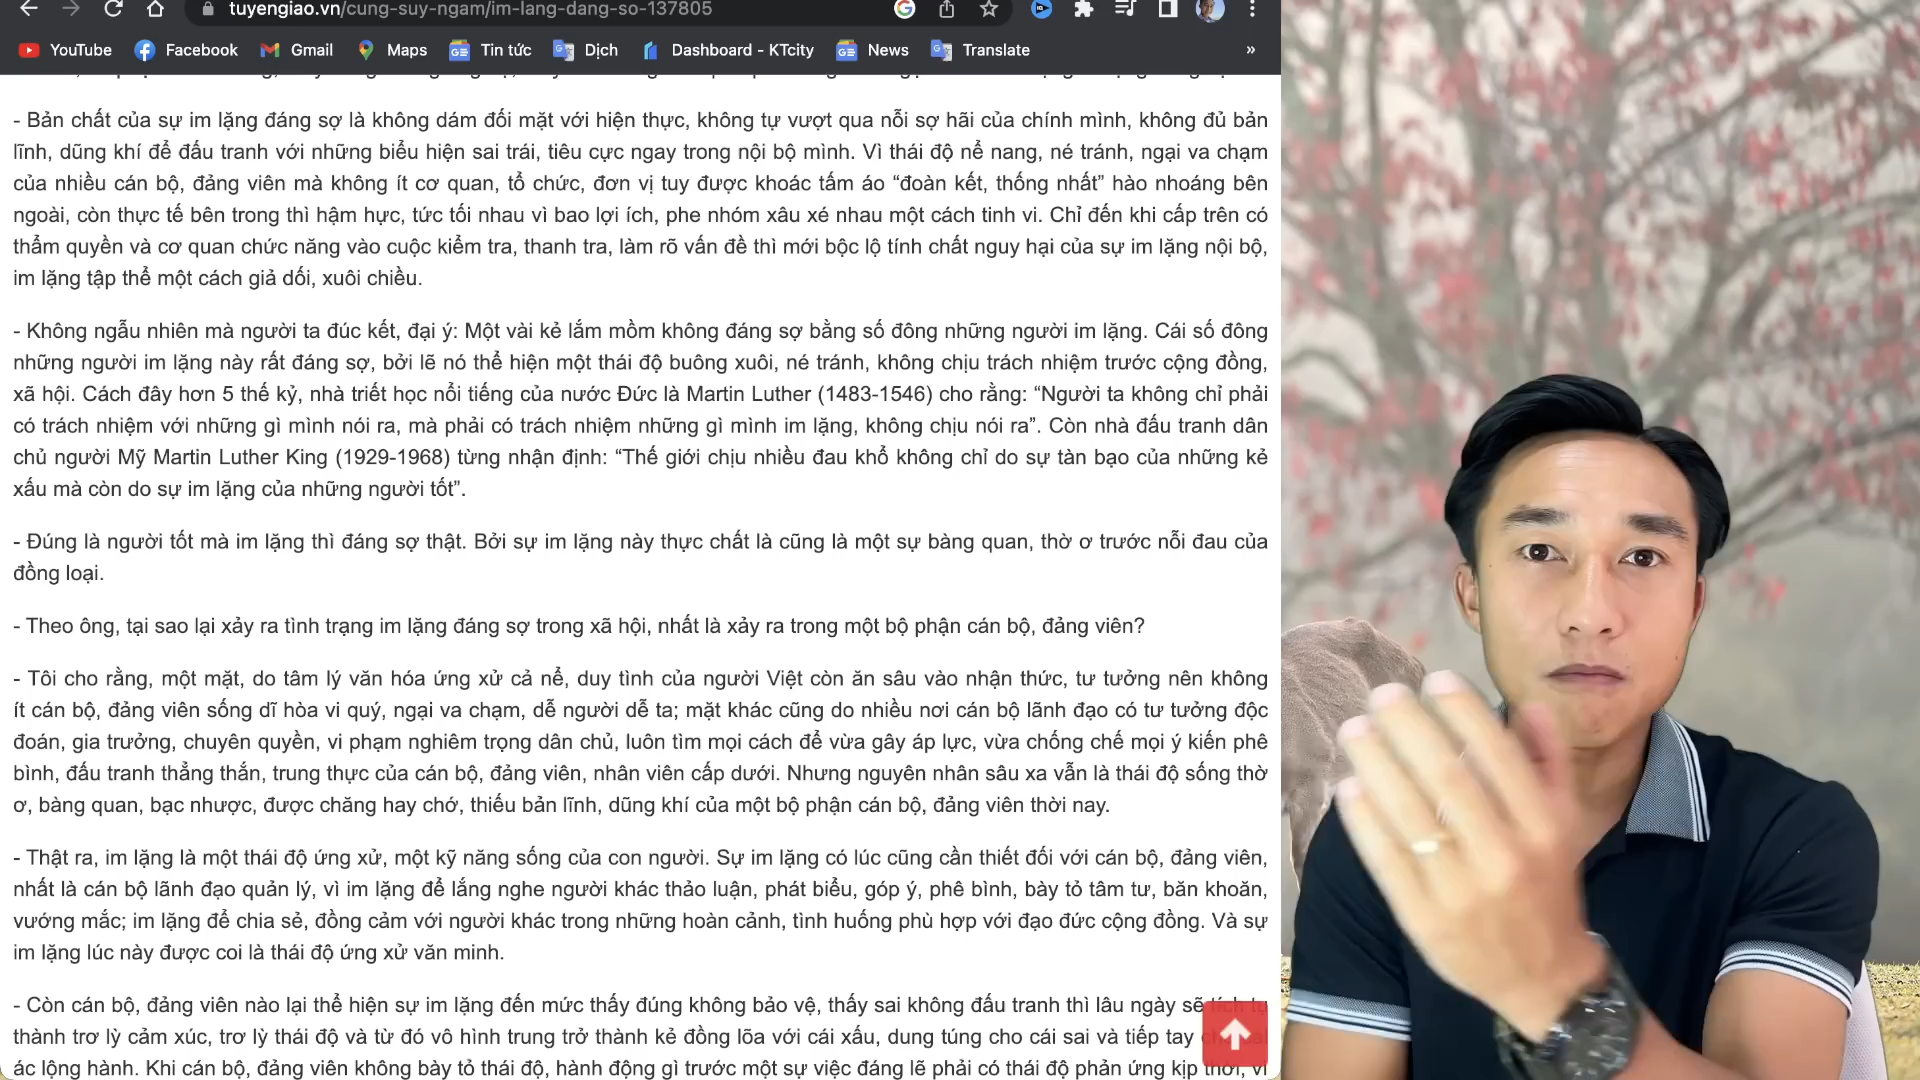 tuyengiao.vn/cung-suy-ngam/im-lang-dang-so-137805
YouTube Facebook Gmail Maps Tin tức Dịch Dashboard - KTcity News Translate »
- Bản chất của sự im lặng đáng sợ là không dám đối mặt với hiện thực, không tự vượt qua nỗi sợ hãi của chính mình, không đủ bản
lĩnh, dũng khí để đấu tranh với những biểu hiện sai trái, tiêu cực ngay trong nội bộ mình. Vì thái độ nể nang, né tránh, ngại va chạm
của nhiều cán bộ, đảng viên mà không ít cơ quan, tổ chức, đơn vị tuy được khoác tấm áo “đoàn kết, thống nhất” hào nhoáng bên
ngoài, còn thực tế bên trong thì hậm hực, tức tối nhau vì bao lợi ích, phe nhóm xâu xé nhau một cách tinh vi. Chỉ đến khi cấp trên có
thẩm quyền và cơ quan chức năng vào cuộc kiểm tra, thanh tra, làm rõ vấn đề thì mới bộc lộ tính chất nguy hại của sự im lặng nội bộ,
im lặng tập thể một cách giả dối, xuôi chiều.
- Không ngẫu nhiên mà người ta đúc kết, đại ý: Một vài kẻ lắm mồm không đáng sợ bằng số đông những người im lặng. Cái số đông
những người im lặng này rất đáng sợ, bởi lẽ nó thể hiện một thái độ buông xuôi, né tránh, không chịu trách nhiệm trước cộng đồng,
xã hội. Cách đây hơn 5 thế kỷ, nhà triết học nổi tiếng của nước Đức là Martin Luther (1483-1546) cho rằng: “Người ta không chỉ phải
có trách nhiệm với những gì mình nói ra, mà phải có trách nhiệm những gì mình im lặng, không chịu nói ra”. Còn nhà đấu tranh dân
chủ người Mỹ Martin Luther King (1929-1968) từng nhận định: “Thế giới chịu nhiều đau khổ không chỉ do sự tàn bạo của những kẻ
xấu mà còn do sự im lặng của những người tốt”.
- Đúng là người tốt mà im lặng thì đáng sợ thật. Bởi sự im lặng này thực chất là cũng là một sự bàng quan, thờ ơ trước nỗi đau của
đồng loại.
- Theo ông, tại sao lại xảy ra tình trạng im lặng đáng sợ trong xã hội, nhất là xảy ra trong một bộ phận cán bộ, đảng viên?
- Tôi cho rằng, một mặt, do tâm lý văn hóa ứng xử cả nể, duy tình của người Việt còn ăn sâu vào nhận thức, tư tưởng nên không
ít cán bộ, đảng viên sống dĩ hòa vi quý, ngại va chạm, dễ người dễ ta; mặt khác cũng do nhiều nơi cán bộ lãnh đạo có tư tưởng độc
đoán, gia trưởng, chuyên quyền, vi phạm nghiêm trọng dân chủ, luôn tìm mọi cách để vừa gây áp lực, vừa chống chế mọi ý kiến phê
bình, đấu tranh thẳng thắn, trung thực của cán bộ, đảng viên, nhân viên cấp dưới. Nhưng nguyên nhân sâu xa vẫn là thái độ sống thờ
ơ, bàng quan, bạc nhược, được chăng hay chớ, thiếu bản lĩnh, dũng khí của một bộ phận cán bộ, đảng viên thời nay.
- Thật ra, im lặng là một thái độ ứng xử, một kỹ năng sống của con người. Sự im lặng có lúc cũng cần thiết đối với cán bộ, đảng viên,
nhất là cán bộ lãnh đạo quản lý, vì im lặng để lắng nghe người khác thảo luận, phát biểu, góp ý, phê bình, bày tỏ tâm tư, băn khoăn,
vướng mắc; im lặng để chia sẻ, đồng cảm với người khác trong những hoàn cảnh, tình huống phù hợp với đạo đức cộng đồng. Và sự
im lặng lúc này được coi là thái độ ứng xử văn minh.
- Còn cán bộ, đảng viên nào lại thể hiện sự im lặng đến mức thấy đúng không bảo vệ, thấy sai không đấu tranh thì lâu ngày sẽ tích tụ
thành trơ lỳ cảm xúc, trơ lỳ thái độ và từ đó vô hình trung trở thành kẻ đồng lõa với cái xấu, dung túng cho cái sai và tiếp tay
ác lộng hành. Khi cán bộ, đảng viên không bày tỏ thái độ, hành động gì trước một sự việc đáng lẽ phải có thái độ phản ứng kịp thời, vì